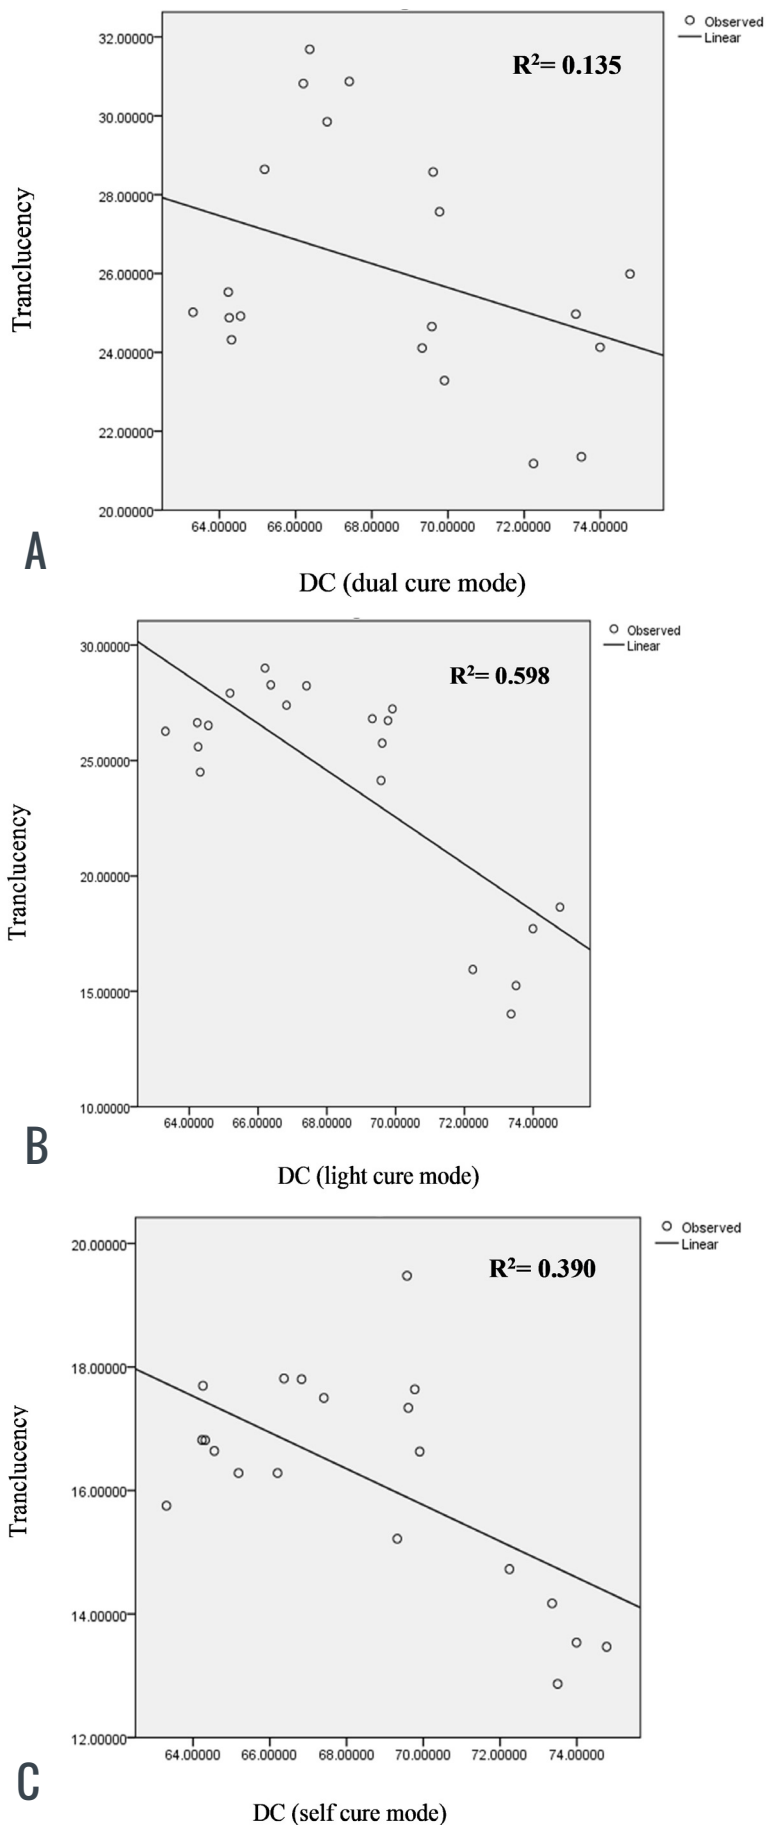 32.00000
30.00000
28.00000
26.00000
24.00000
22.00000
20.00000
Tranclucency
R²= 0.135
Observed
Linear
64.00000 66.00000 68.00000 70.00000 72.00000 74.00000
A
DC (dual cure mode)
30.00000
25.00000
20.00000
15.00000
10.00000
Tranclucency
R²= 0.598
Observed
Linear
64.00000 66.00000 68.00000 70.00000 72.00000 74.00000
B
DC (light cure mode)
20.00000
18.00000
16.00000
14.00000
12.00000
Tranclucency
R²= 0.390
Observed
Linear
64.00000 66.00000 68.00000 70.00000 72.00000 74.00000
C
DC (self cure mode)